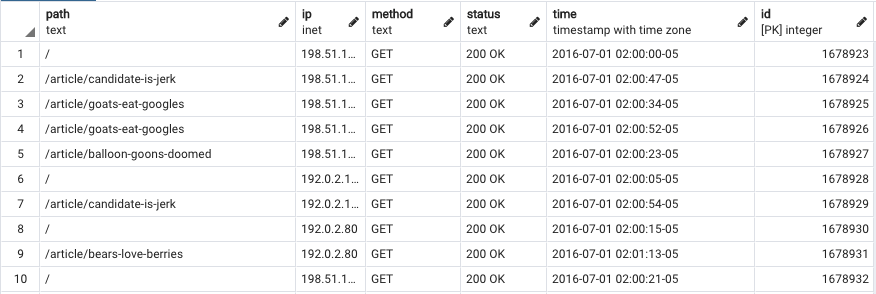 path ip method status time id
text inet text text timestamp with time zone [PK] integer
1 / 198.51.1... GET 200 OK 2016-07-01 02:00:00-05 1678923
2 /article/candidate-is-jerk 198.51.1... GET 200 OK 2016-07-01 02:00:47-05 1678924
3 /article/goats-eat-googles 198.51.1... GET 200 OK 2016-07-01 02:00:34-05 1678925
4 /article/goats-eat-googles 198.51.1... GET 200 OK 2016-07-01 02:00:52-05 1678926
5 /article/balloon-goons-doomed 198.51.1... GET 200 OK 2016-07-01 02:00:23-05 1678927
6 / 192.0.2.1... GET 200 OK 2016-07-01 02:00:05-05 1678928
7 /article/candidate-is-jerk 192.0.2.1... GET 200 OK 2016-07-01 02:00:54-05 1678929
8 / 192.0.2.80 GET 200 OK 2016-07-01 02:00:15-05 1678930
9 /article/bears-love-berries 192.0.2.80 GET 200 OK 2016-07-01 02:01:13-05 1678931
10 / 198.51.1... GET 200 OK 2016-07-01 02:00:21-05 1678932